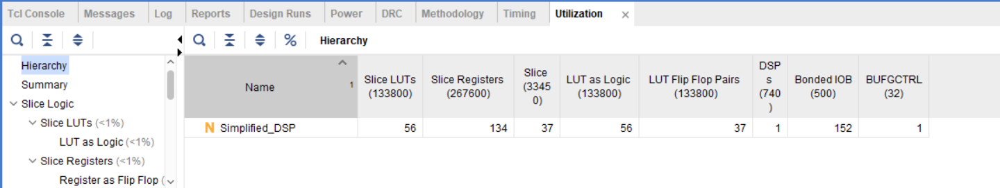 Tcl Console Messages Log Reports Design Runs Power DRC Methodology Timing Utilization ×
% Hierarchy
Hierarchy
Summary
Slice Logic
Slice LUTs (<1%)
LUT as Logic (<1%)
Slice Registers (<1%)
Register as Flip Flop (
Name 1
Slice LUTs
(133800)
Slice Registers
(267600)
Slice
(3345
0)
LUT as Logic
(133800)
LUT Flip Flop Pairs
(133800)
DSP
s
(740
)
Bonded IOB
(500)
BUFGCTRL
(32)
N Simplified_DSP 56 134 37 56 37 1 152 1